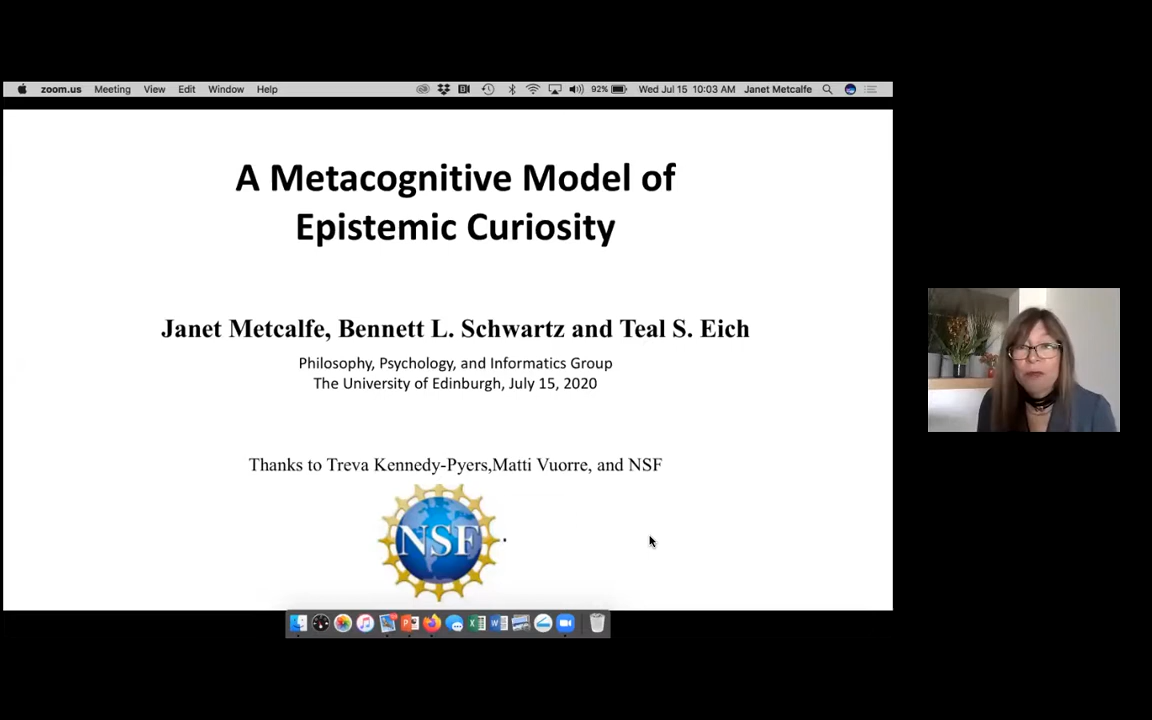 zoom.us Meeting View Edit Window Help 92% Wed Jul 15 10:03 AM Janet Metcalfe
A Metacognitive Model of
Epistemic Curiosity
Janet Metcalfe, Bennett L. Schwartz and Teal S. Eich
Philosophy, Psychology, and Informatics Group
The University of Edinburgh, July 15, 2020
Thanks to Treva Kennedy-Pyers,Matti Vuorre, and NSF
NSF